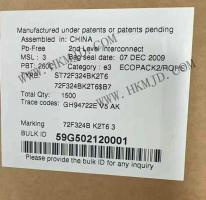 Manufactured under patents or patents pending
Assembled in: CHINA
Pb-Free 2nd Level Interconnect
MSL: 3 Bag seal date: 07 DEC 2009
PBT: 260C Category: e3 ECOPACK2/ROHS
TYPE: ST72F324BK2T6
72F324BK2T6$B7
Total Qty: 1500
Trace codes: GH94722E V5 AK
Marking 72F324B K2T6 3
BULK ID 59G502120001
Please provide the bulk ID for any inquiry
WWW.HKMJD.COM